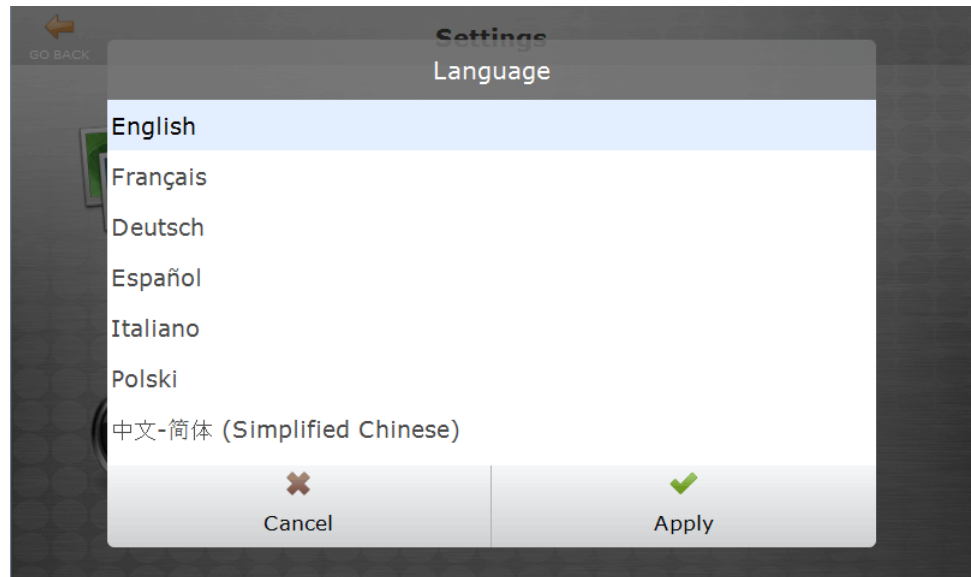 Settings
GO BACK
Language
English
Français
Deutsch
Español
Italiano
Polski
中文-简体 (Simplified Chinese)
Cancel
Apply